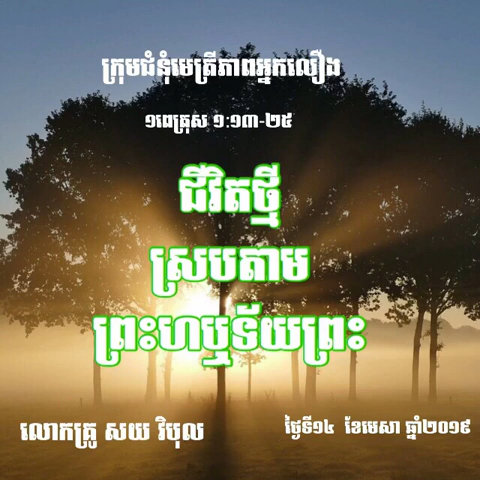 ក្រុមជំនុំមេត្រីភាពអ្នកលឿង
១ពេត្រុស ១:១៣-២៥
ជីវិតថ្មី
ស្របតាម
ព្រះហឫទ័យព្រះ
លោកគ្រូ សយ វិបុល
ថ្ងៃទី១៤ ខែមេសា ឆ្នាំ២០១៩